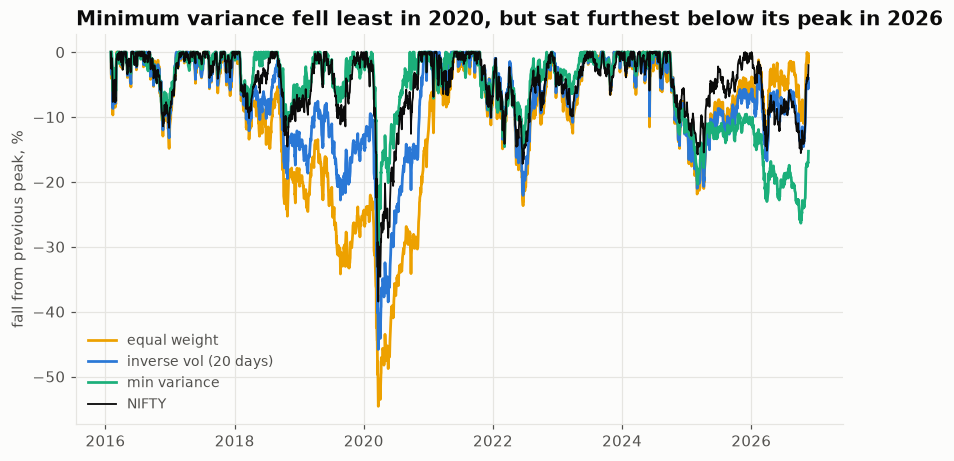 Minimum variance fell least in 2020, but sat furthest below its peak in 2026
fall from previous peak, %
0
−10
−20
−30
−40
−50
equal weight
inverse vol (20 days)
min variance
NIFTY
2016 2018 2020 2022 2024 2026